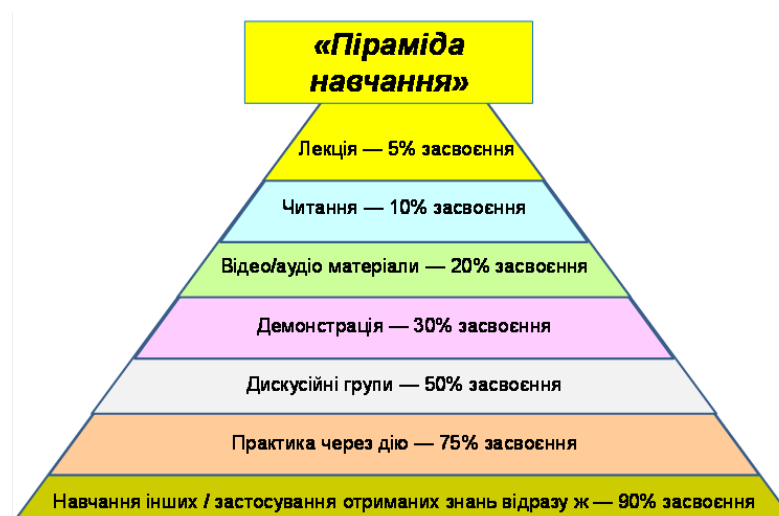 «Піраміда
навчання»
Лекція — 5% засвоєння
Читання — 10% засвоєння
Відео/аудіо матеріали — 20% засвоєння
Демонстрація — 30% засвоєння
Дискусійні групи — 50% засвоєння
Практика через дію — 75% засвоєння
Навчання інших / застосування отриманих знань відразу ж — 90% засвоєння